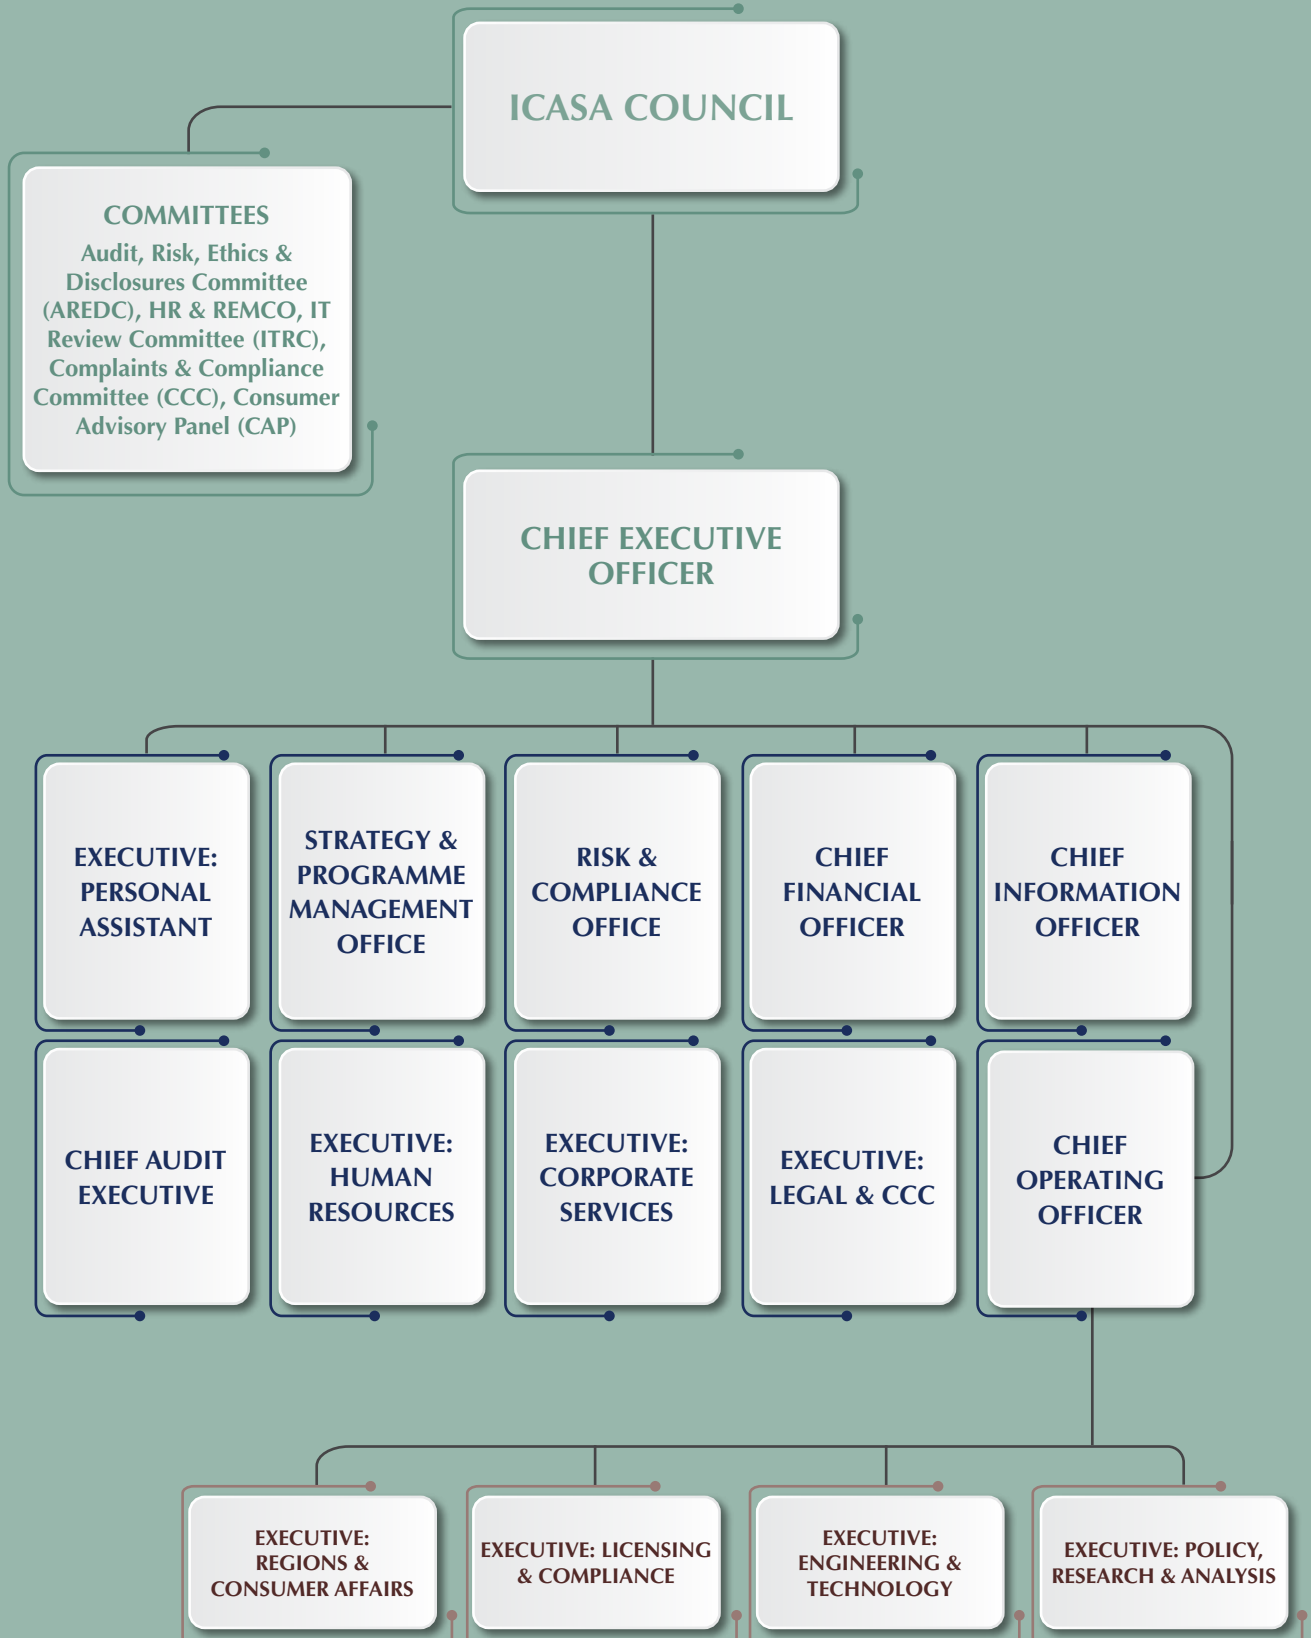 ICASA COUNCIL
COMMITTEES
Audit, Risk, Ethics &
Disclosures Committee
(AREDC), HR & REMCO, IT
Review Committee (ITRC),
Complaints & Compliance
Committee (CCC), Consumer
Advisory Panel (CAP)
CHIEF EXECUTIVE
OFFICER
EXECUTIVE:
PERSONAL
ASSISTANT
STRATEGY &
PROGRAMME
MANAGEMENT
OFFICE
RISK &
COMPLIANCE
OFFICE
CHIEF
FINANCIAL
OFFICER
CHIEF
INFORMATION
OFFICER
CHIEF AUDIT
EXECUTIVE
EXECUTIVE:
HUMAN
RESOURCES
EXECUTIVE:
CORPORATE
SERVICES
EXECUTIVE:
LEGAL & CCC
CHIEF
OPERATING
OFFICER
EXECUTIVE:
REGIONS &
CONSUMER AFFAIRS
EXECUTIVE: LICENSING
& COMPLIANCE
EXECUTIVE:
ENGINEERING &
TECHNOLOGY
EXECUTIVE: POLICY,
RESEARCH & ANALYSIS